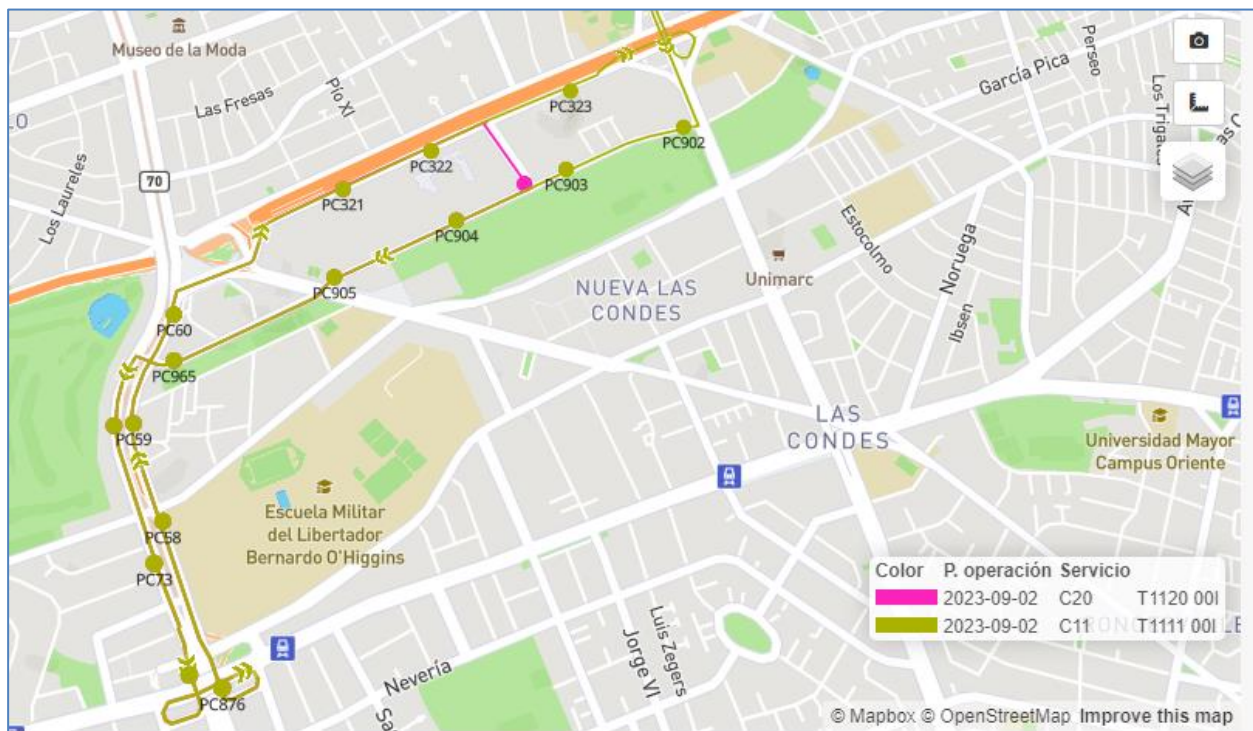 Museo de la Moda
Las Fresas
Pío XI
Los Laureles
70
García Pica
Perseo
Los Trigales
PC323
PC902
PC322
PC903
PC321
PC904
PC905
PC60
PC965
PC59
PC58
PC73
PC876
Estocolmo
Noruega
Ibsen
Unimarc
NUEVA LAS
CONDES
LAS
CONDES
Universidad Mayor
Campus Oriente
Escuela Militar
del Libertador
Bernardo O'Higgins
Nevería
Jorge VI
Luis Zegers
Color P. operación Servicio
2023-09-02 C20 T1120 00I
2023-09-02 C11 T1111 00I
© Mapbox © OpenStreetMap Improve this map